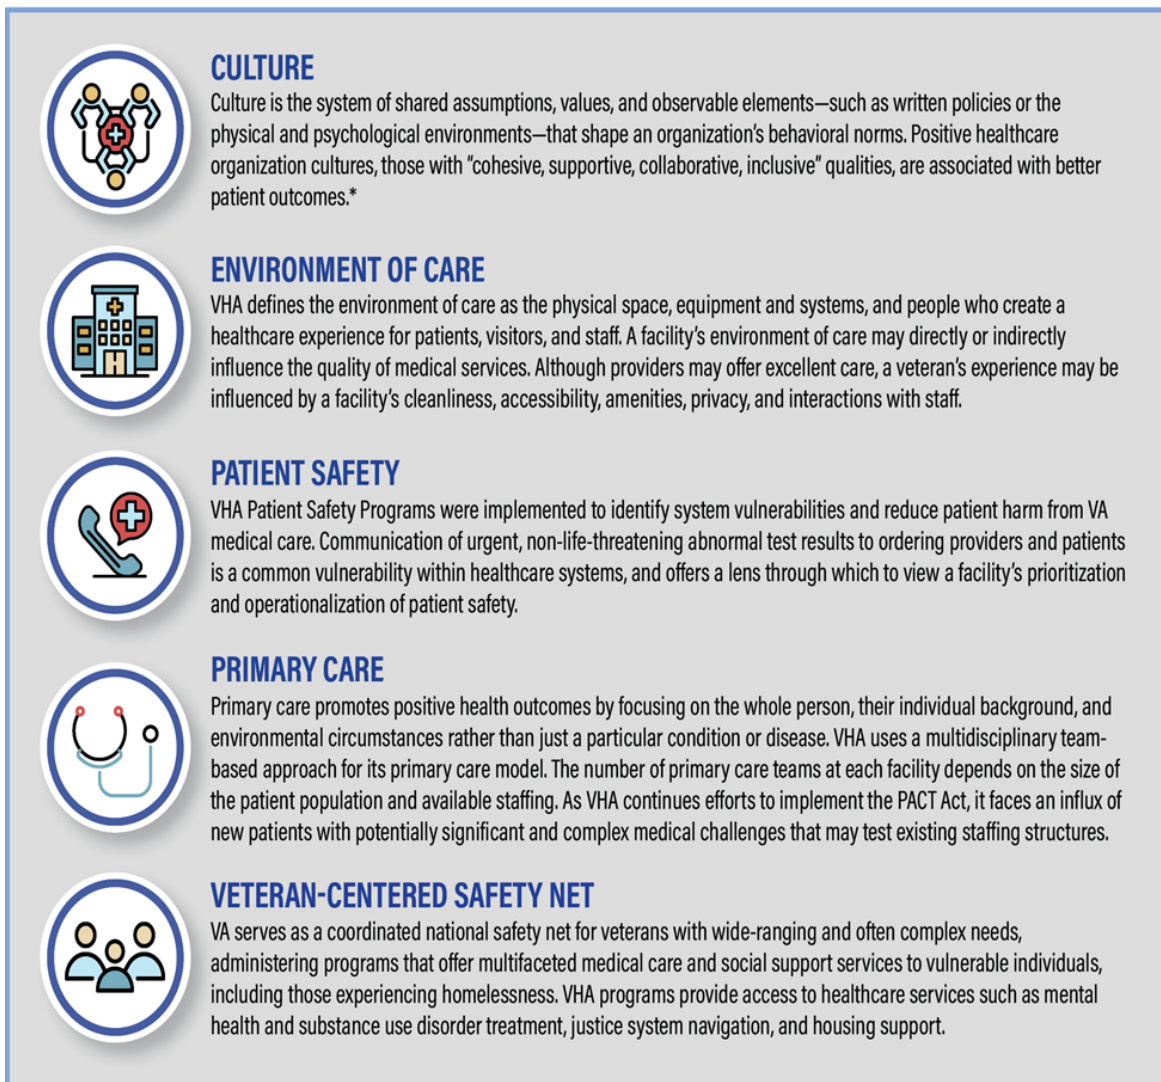 CULTURE
Culture is the system of shared assumptions, values, and observable elements—such as written policies or the
physical and psychological environments—that shape an organization’s behavioral norms. Positive healthcare
organization cultures, those with “cohesive, supportive, collaborative, inclusive” qualities, are associated with better
patient outcomes.*
ENVIRONMENT OF CARE
VHA defines the environment of care as the physical space, equipment and systems, and people who create a
healthcare experience for patients, visitors, and staff. A facility’s environment of care may directly or indirectly
influence the quality of medical services. Although providers may offer excellent care, a veteran’s experience may be
influenced by a facility’s cleanliness, accessibility, amenities, privacy, and interactions with staff.
PATIENT SAFETY
VHA Patient Safety Programs were implemented to identify system vulnerabilities and reduce patient harm from VA
medical care. Communication of urgent, non-life-threatening abnormal test results to ordering providers and patients
is a common vulnerability within healthcare systems, and offers a lens through which to view a facility’s prioritization
and operationalization of patient safety.
PRIMARY CARE
Primary care promotes positive health outcomes by focusing on the whole person, their individual background, and
environmental circumstances rather than just a particular condition or disease. VHA uses a multidisciplinary team-
based approach for its primary care model. The number of primary care teams at each facility depends on the size of
the patient population and available staffing. As VHA continues efforts to implement the PACT Act, it faces an influx of
new patients with potentially significant and complex medical challenges that may test existing staffing structures.
VETERAN-CENTERED SAFETY NET
VA serves as a coordinated national safety net for veterans with wide-ranging and often complex needs,
administering programs that offer multifaceted medical care and social support services to vulnerable individuals,
including those experiencing homelessness. VHA programs provide access to healthcare services such as mental
health and substance use disorder treatment, justice system navigation, and housing support.